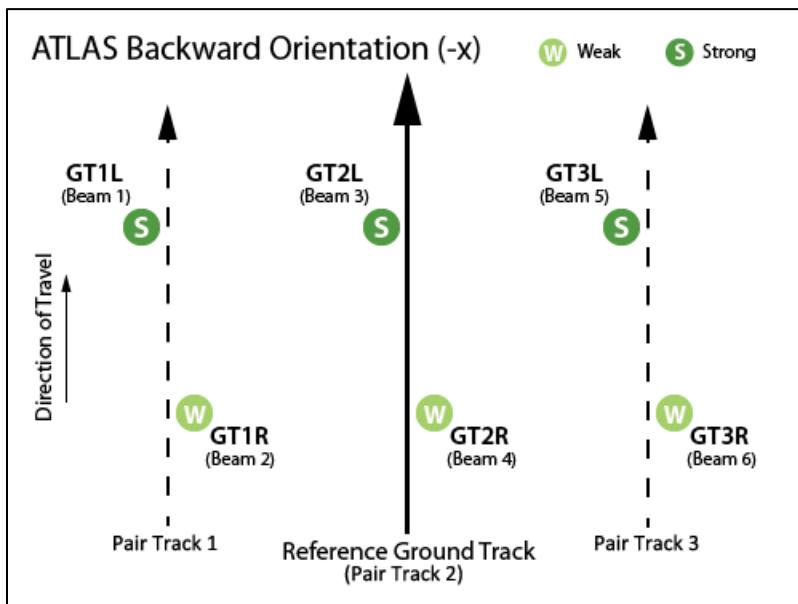 ATLAS Backward Orientation (-x)
W Weak
S Strong
GT1L
(Beam 1)
S
GT2L
(Beam 3)
S
GT3L
(Beam 5)
S
Direction of Travel
W
GT1R
(Beam 2)
W
GT2R
(Beam 4)
W
GT3R
(Beam 6)
Pair Track 1
Reference Ground Track
(Pair Track 2)
Pair Track 3